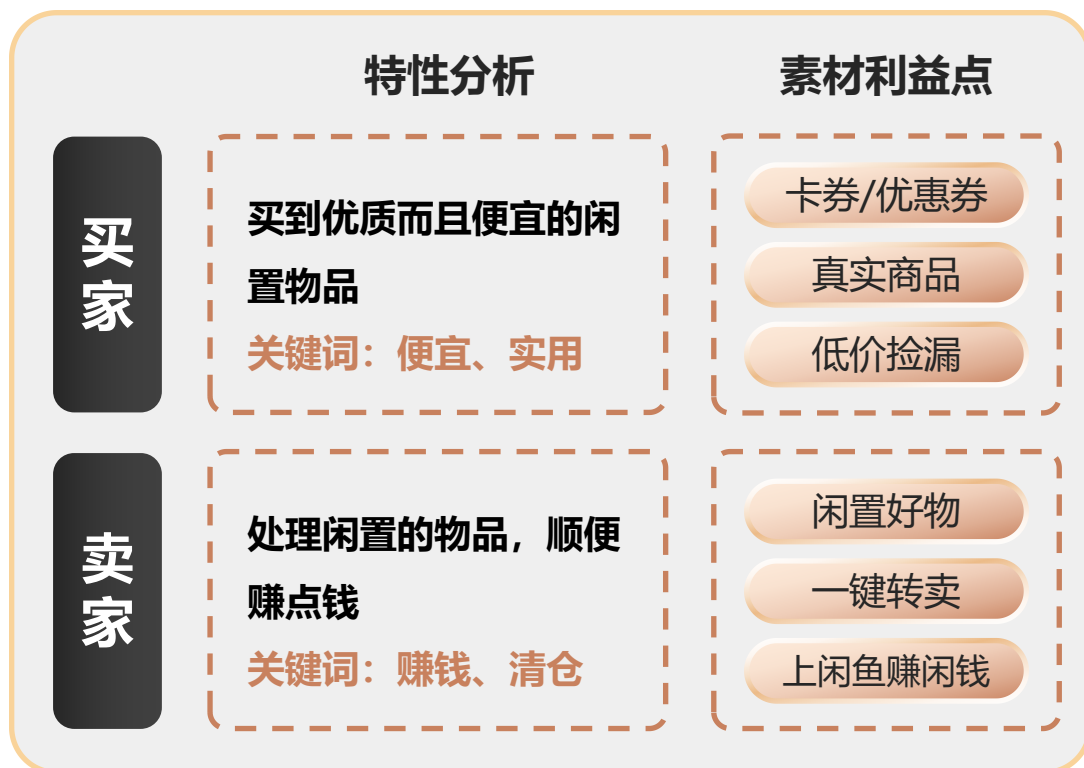 特性分析
素材利益点
买家
买到优质而且便宜的闲
置物品
关键词：便宜、实用
卡券/优惠券
真实商品
低价捡漏
卖家
处理闲置的物品，顺便
赚点钱
关键词：赚钱、清仓
闲置好物
一键转卖
上闲鱼赚闲钱